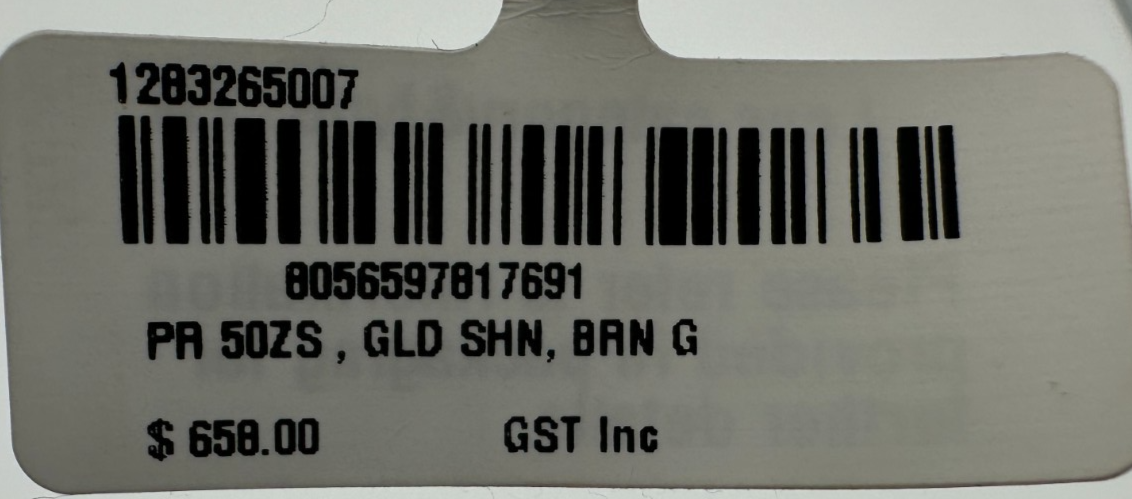 1283265007
8056597817691
PR 50ZS , GLD SHN, BRN G
$ 658.00 GST Inc